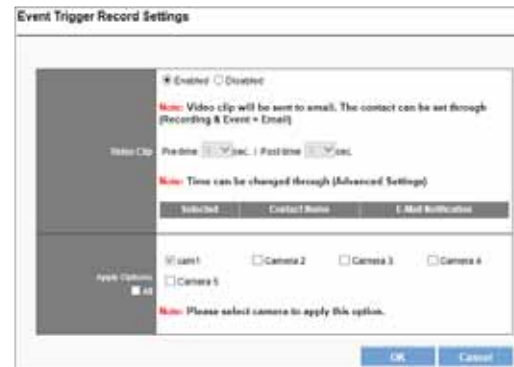 Event Trigger Record Settings
Enabled Disabled
Note: Video clip will be sent to email. The contact can be set through
(Recording & Event > Email)
Video Clip Pre-time sec. | Post time sec.
Note: Time can be changed through (Advanced Settings)
Selected Contact Name E-Mail Notification
cam1 Camera 2 Camera 3 Camera 4
Apply Options
All Camera 5
Note: Please select camera to apply this option.
OK Cancel